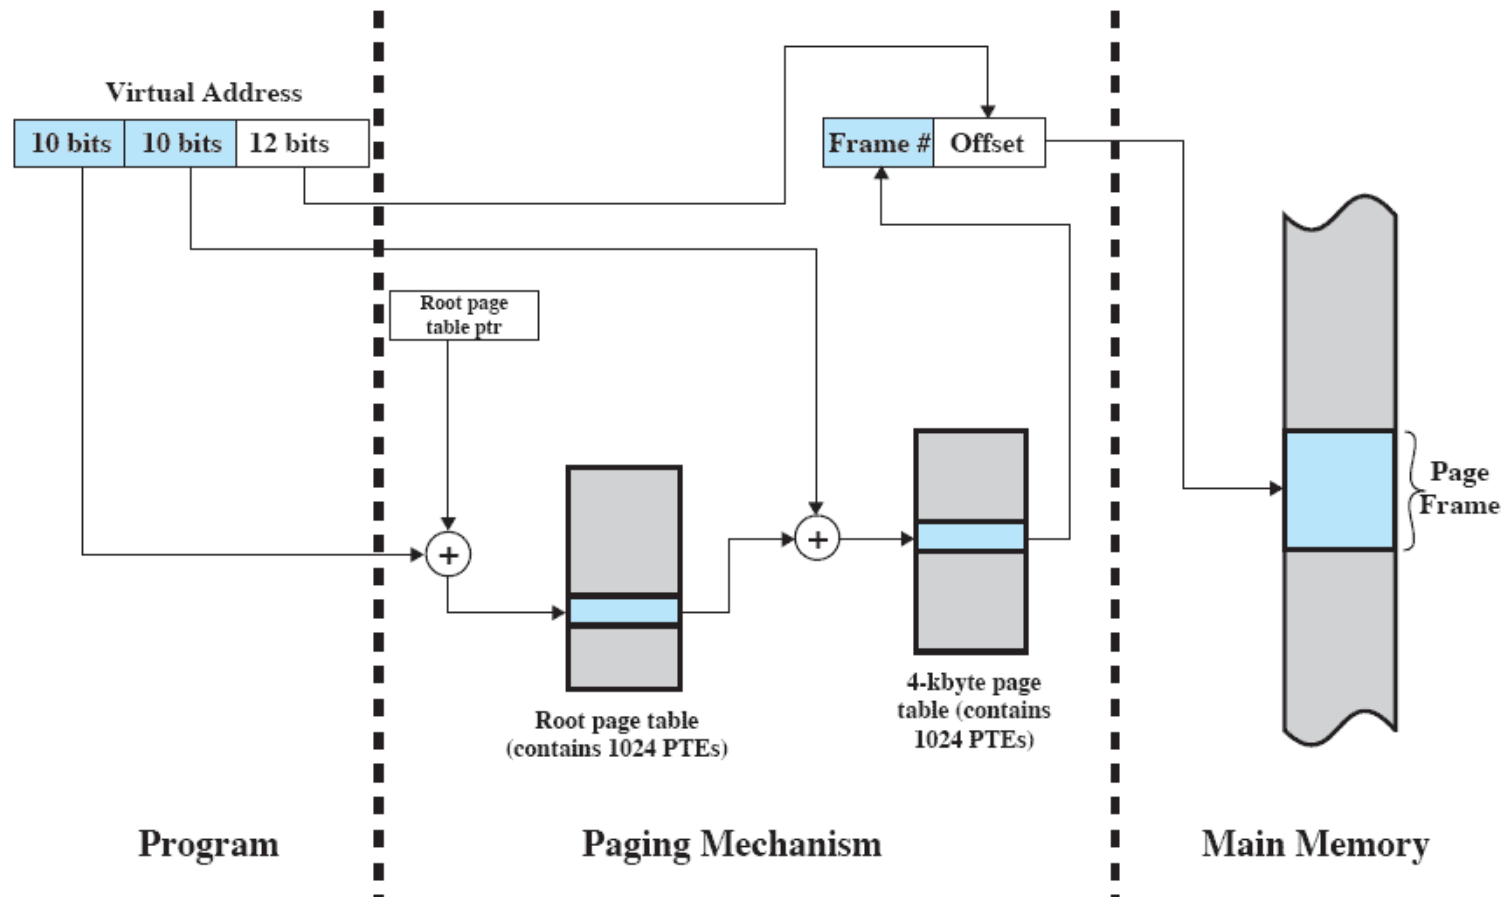 Virtual Address
10 bits 10 bits 12 bits
Frame # Offset
Root page
table ptr
+
+
Page
Frame
Root page table
(contains 1024 PTEs)
4-kbyte page
table (contains
1024 PTEs)
Program
Paging Mechanism
Main Memory